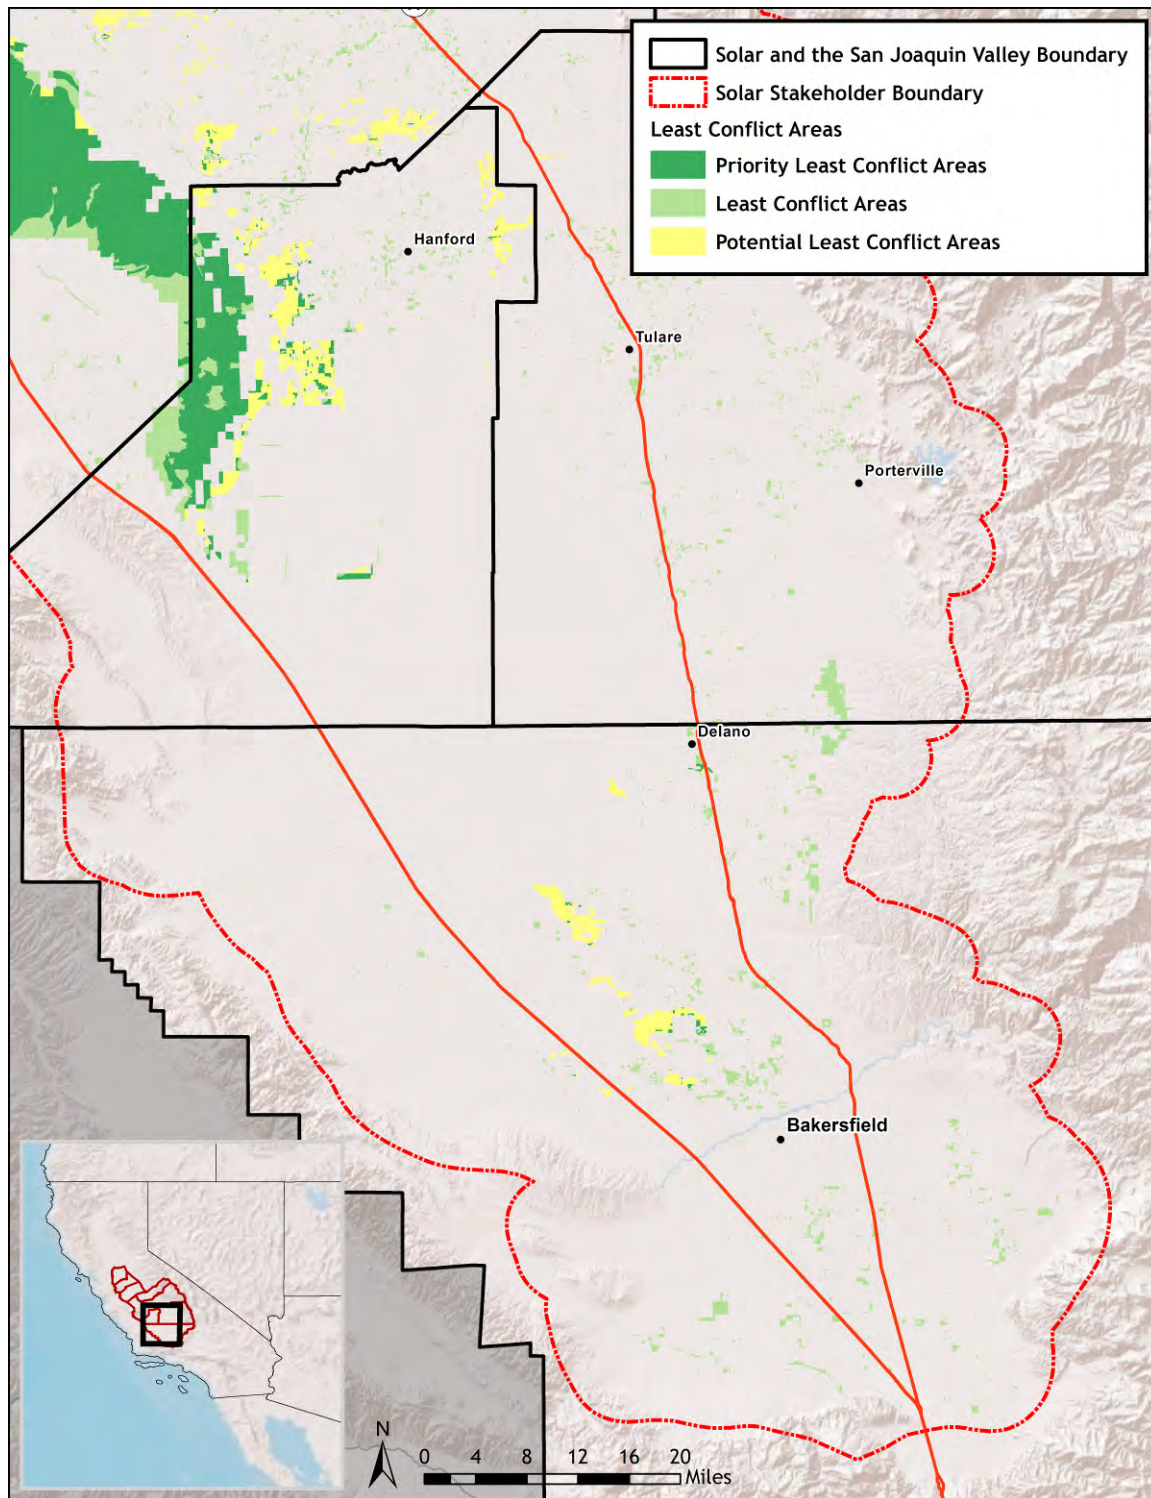 Solar and the San Joaquin Valley Boundary
Solar Stakeholder Boundary
Least Conflict Areas
Priority Least Conflict Areas
Least Conflict Areas
Potential Least Conflict Areas
Hanford
Tulare
Porterville
Delano
Bakersfield
N
0 4 8 12 16 20
Miles